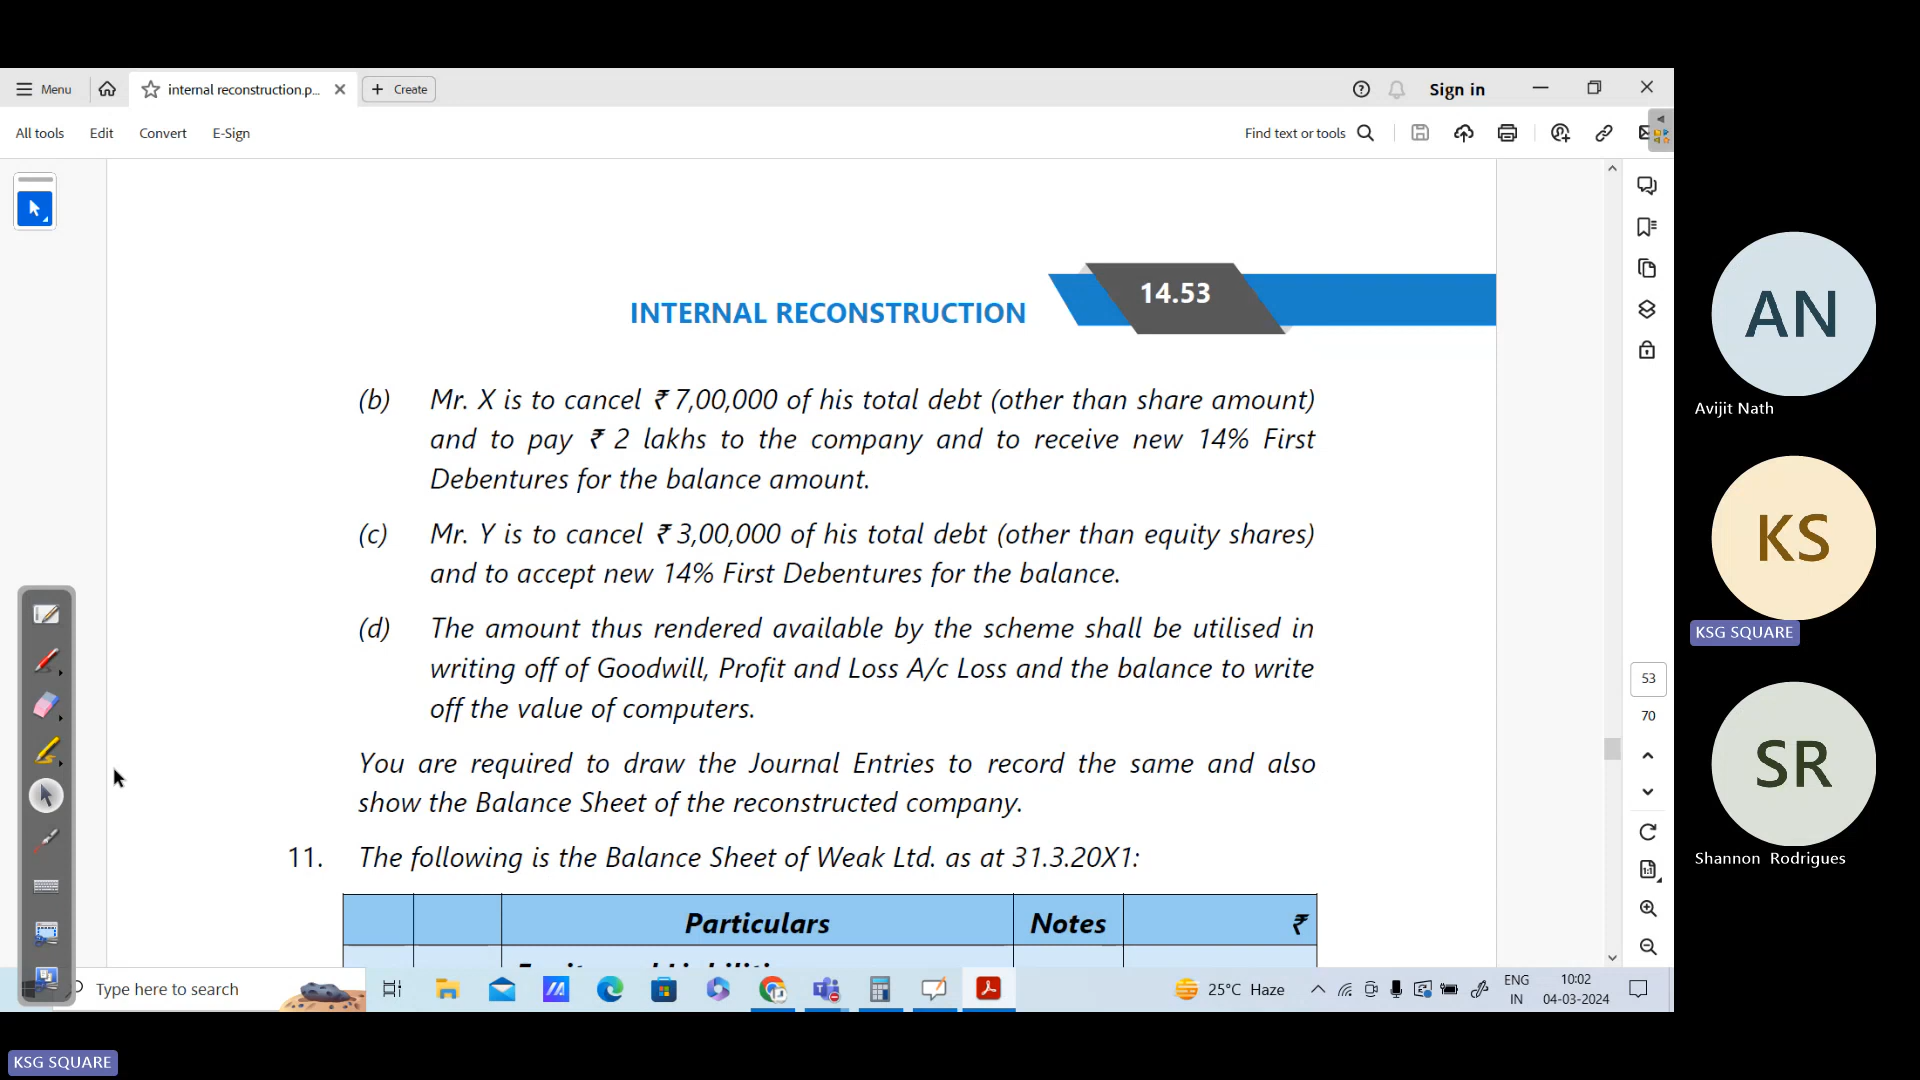 Menu
internal reconstruction.p...
Create
Sign in
All tools
Edit
Convert
E-Sign
Find text or tools
INTERNAL RECONSTRUCTION
14.53
(b) Mr. X is to cancel ₹ 7,00,000 of his total debt (other than share amount)
and to pay ₹ 2 lakhs to the company and to receive new 14% First
Debentures for the balance amount.
(c) Mr. Y is to cancel ₹ 3,00,000 of his total debt (other than equity shares)
and to accept new 14% First Debentures for the balance.
(d) The amount thus rendered available by the scheme shall be utilised in
writing off of Goodwill, Profit and Loss A/c Loss and the balance to write
off the value of computers.
You are required to draw the Journal Entries to record the same and also
show the Balance Sheet of the reconstructed company.
11. The following is the Balance Sheet of Weak Ltd. as at 31.3.20X1:
Particulars Notes ₹
53
70
Type here to search
25°C Haze
ENG
IN
10:02
04-03-2024
AN
Avijit Nath
KS
KSG SQUARE
SR
Shannon Rodrigues
KSG SQUARE